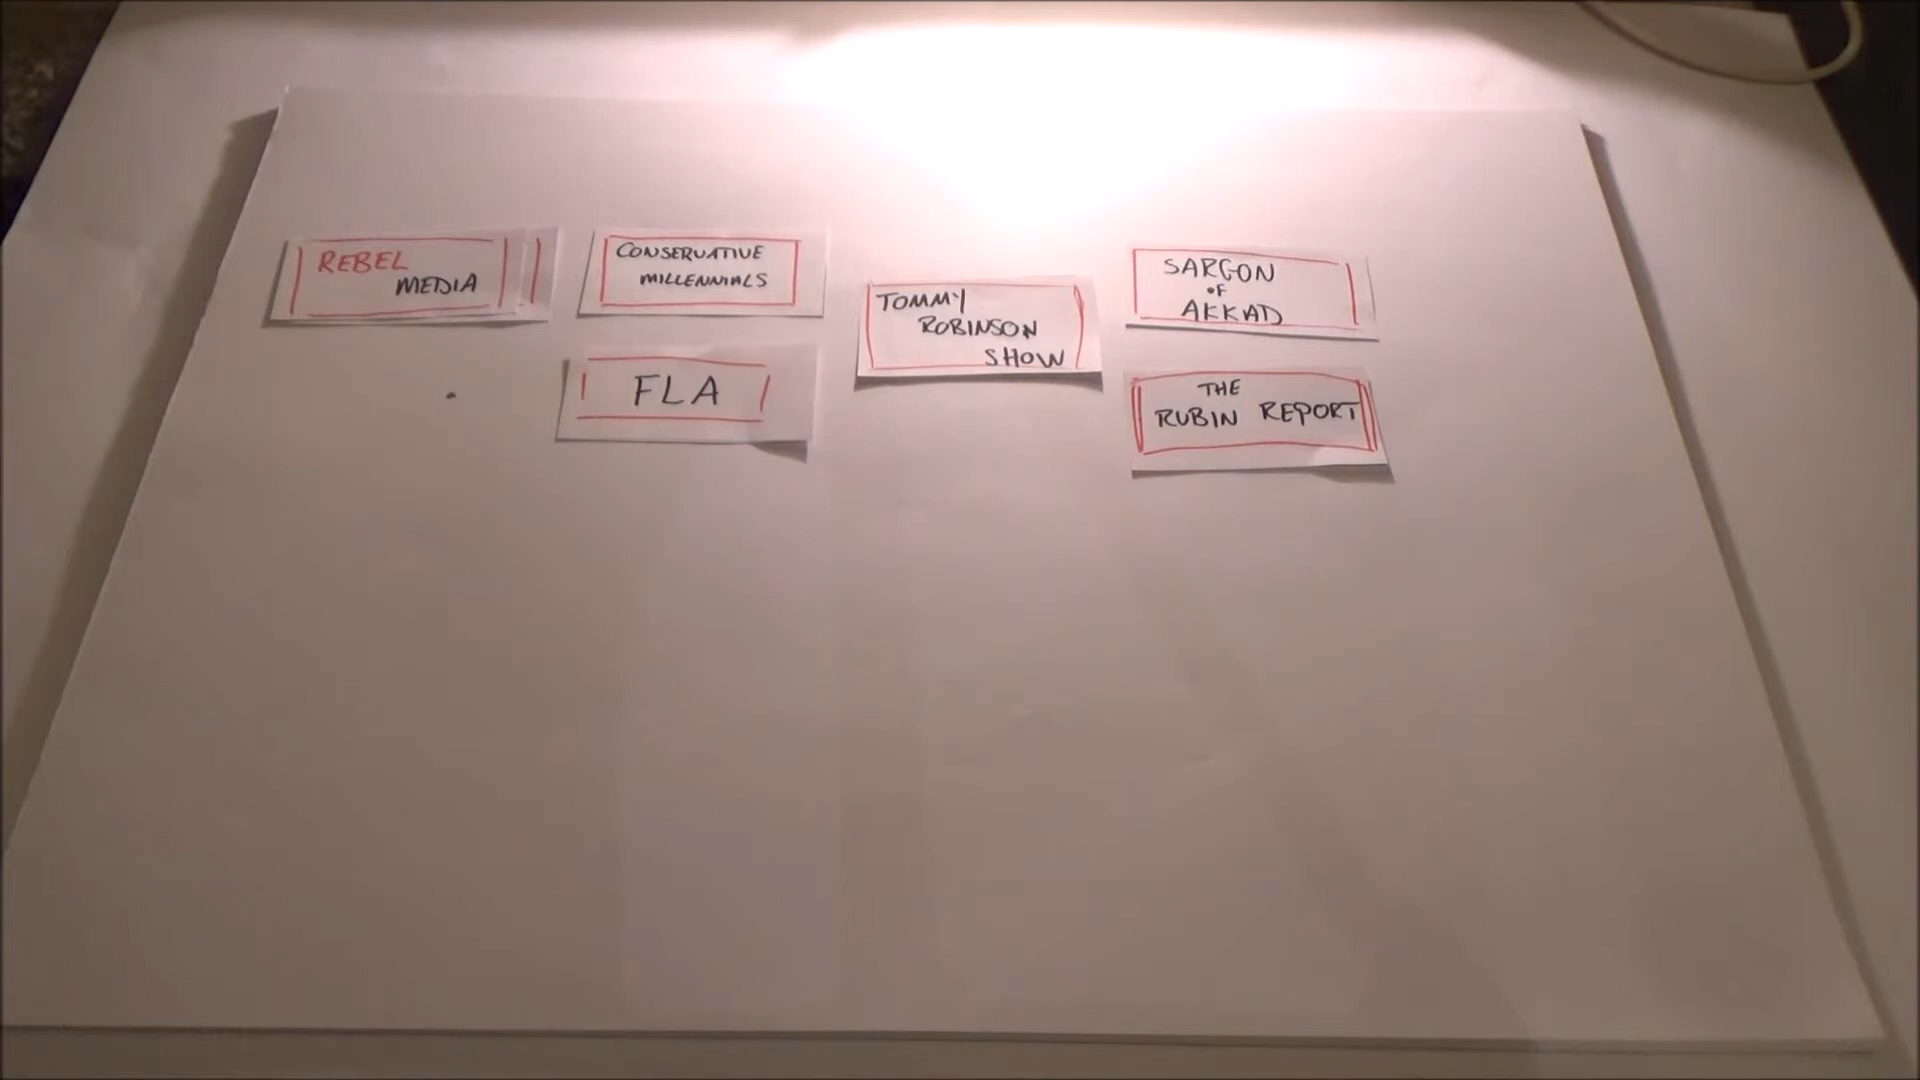 REBEL
MEDIA
CONSERVATIVE
MILLENNIALS
FLA
TOMMY
ROBINSON
SHOW
SARGON
OF
AKKAD
THE
RUBIN REPORT